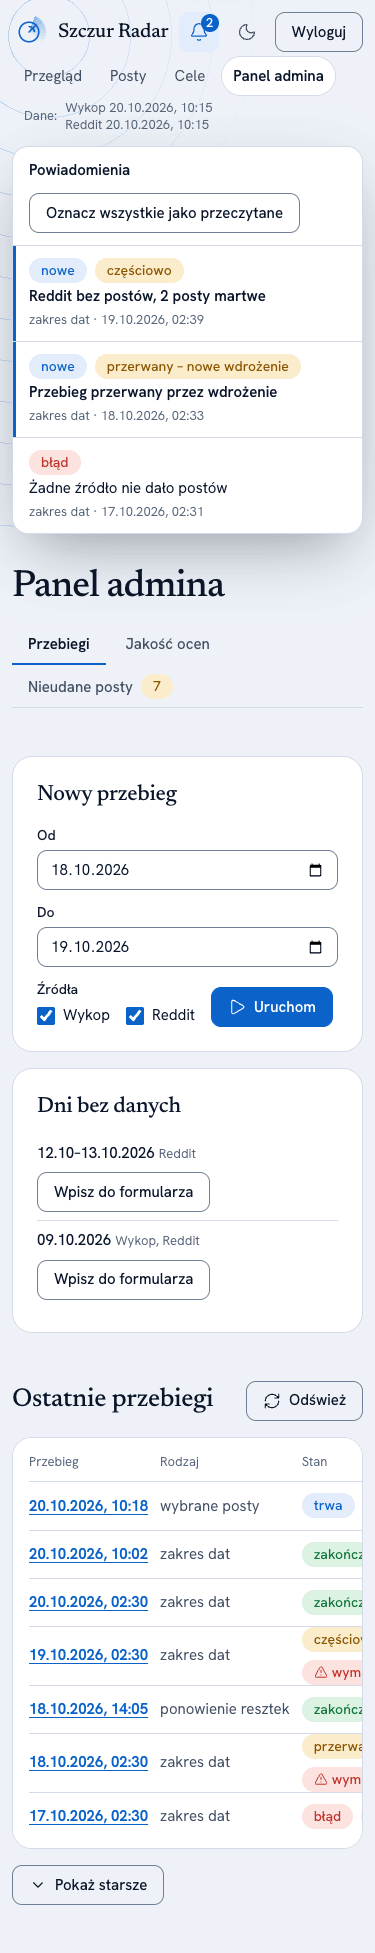 Szczur Radar 2 Wyloguj
Przegląd Posty Cele Panel admina
Dane: Wykop 20.10.2026, 10:15
Reddit 20.10.2026, 10:15
Powiadomienia
Oznacz wszystkie jako przeczytane
nowe częściowo
Reddit bez postów, 2 posty martwe
zakres dat · 19.10.2026, 02:39
nowe przerwany – nowe wdrożenie
Przebieg przerwany przez wdrożenie
zakres dat · 18.10.2026, 02:33
błąd
Żadne źródło nie dało postów
zakres dat · 17.10.2026, 02:31
Panel admina
Przebiegi Jakość ocen
Nieudane posty 7
Nowy przebieg
Od
18.10.2026
Do
19.10.2026
Źródła
Wykop Reddit Uruchom
Dni bez danych
12.10–13.10.2026 Reddit
Wpisz do formularza
09.10.2026 Wykop, Reddit
Wpisz do formularza
Ostatnie przebiegi Odśwież
Przebieg Rodzaj Stan
20.10.2026, 10:18 wybrane posty trwa
20.10.2026, 10:02 zakres dat zakończ
20.10.2026, 02:30 zakres dat zakończ
19.10.2026, 02:30 zakres dat częściow
wym
18.10.2026, 14:05 ponowienie resztek zakończ
18.10.2026, 02:30 zakres dat przerwa
wym
17.10.2026, 02:30 zakres dat błąd
Pokaż starsze